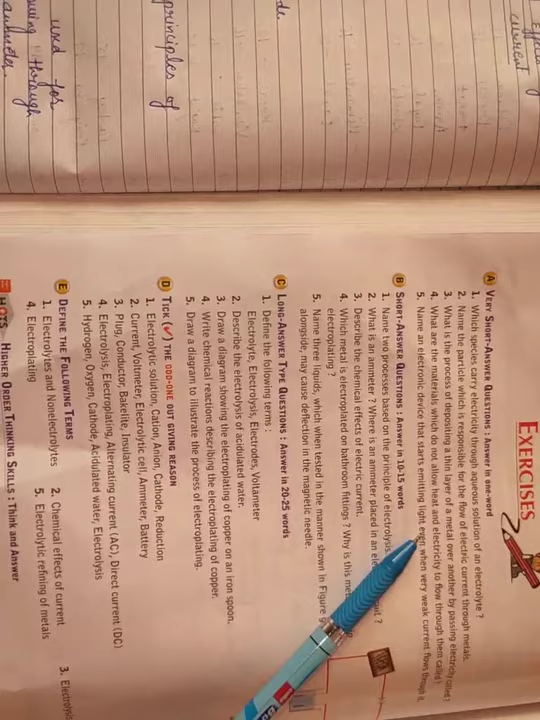 Effects
current
de
principles of
used for
through
EXERCISES
A VERY SHORT-ANSWER QUESTIONS : Answer in one-word
1. Which species carry electricity through aqueous solution of an electrolyte ?
2. Name the particle which is responsible for the flow of electric current through metals.
3. What is the process of depositing a thin layer of a metal over another by passing electricity called ?
4. What are the materials which do not allow heat and electricity to flow through them called ?
5. Name an electronic device that starts emitting light even when very weak current flows through it.
B SHORT-ANSWER QUESTIONS : Answer in 10-15 words
1. Name two processes based on the principle of electrolysis
2. What is an ammeter ? Where is an ammeter placed in an ?
3. Describe the chemical effects of electric current.
4. Which metal is electroplated on bathroom fittings ? Why is this
electroplating ?
5. Name three liquids, which when tested in the manner shown in Figure
alongside, may cause deflection in the magnetic needle.
C LONG-ANSWER TYPE QUESTIONS : Answer in 20-25 words
1. Define the following terms :
Electrolyte, Electrolysis, Electrodes, Voltameter
2. Describe the electrolysis of acidulated water.
3. Draw a diagram showing the electroplating of copper on an iron spoon.
4. Write chemical reactions describing the electroplating of copper.
5. Draw a diagram to illustrate the process of electroplating.
D TICK (✓) THE ODD-ONE OUT GIVING REASON
1. Electrolytic solution, Cation, Anion, Cathode, Reduction
2. Current, Voltmeter, Electrolytic cell, Ammeter, Battery
3. Plug, Conductor, Bakelite, Insulator
4. Electrolysis, Electroplating, Alternating current (AC), Direct current (DC)
5. Hydrogen, Oxygen, Cathode, Acidulated water, Electrolysis
E DEFINE THE FOLLOWING TERMS
1. Electrolytes and Nonelectrolytes 2. Chemical effects of current 3. Electrolysis
4. Electroplating 5. Electrolytic refining of metals
HOTS HIGHER ORDER THINKING SKILLS : Think and Answer